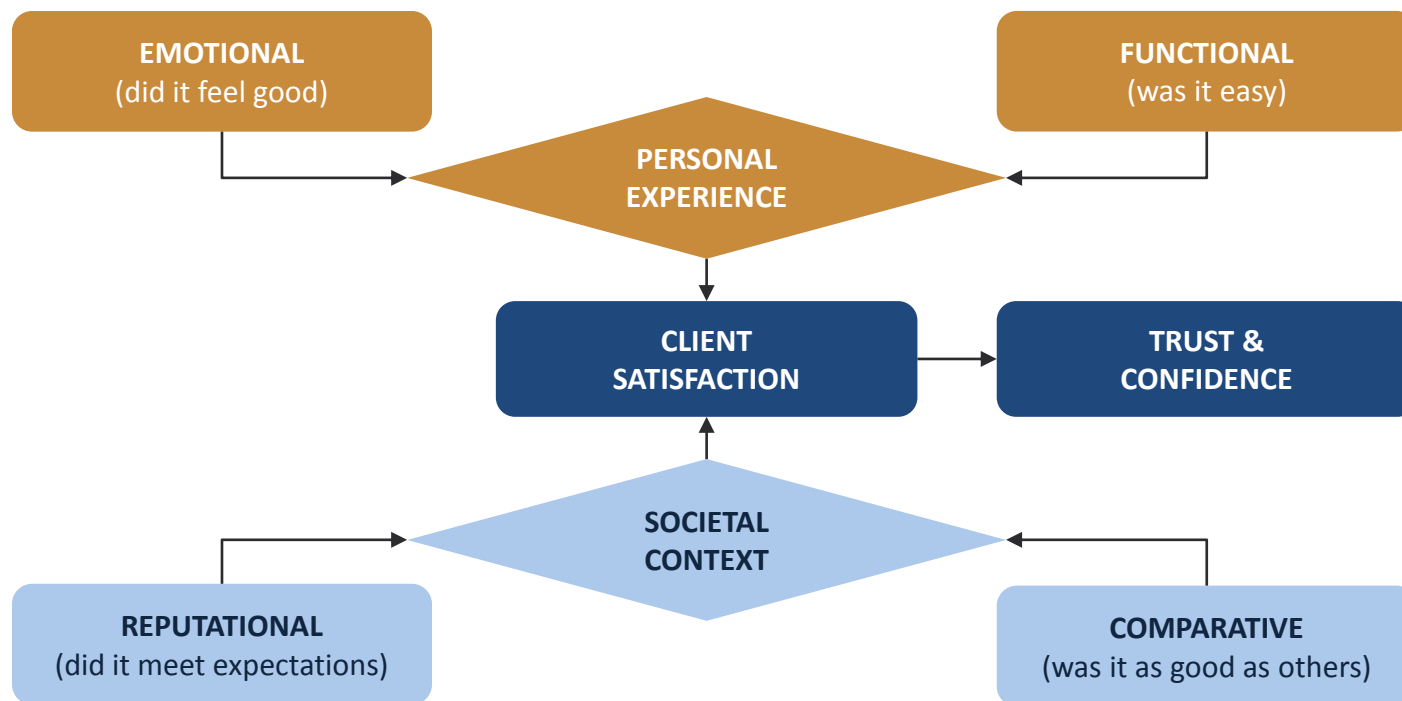 EMOTIONAL
(did it feel good)
FUNCTIONAL
(was it easy)
PERSONAL
EXPERIENCE
CLIENT
SATISFACTION
TRUST &
CONFIDENCE
SOCIETAL
CONTEXT
REPUTATIONAL
(did it meet expectations)
COMPARATIVE
(was it as good as others)